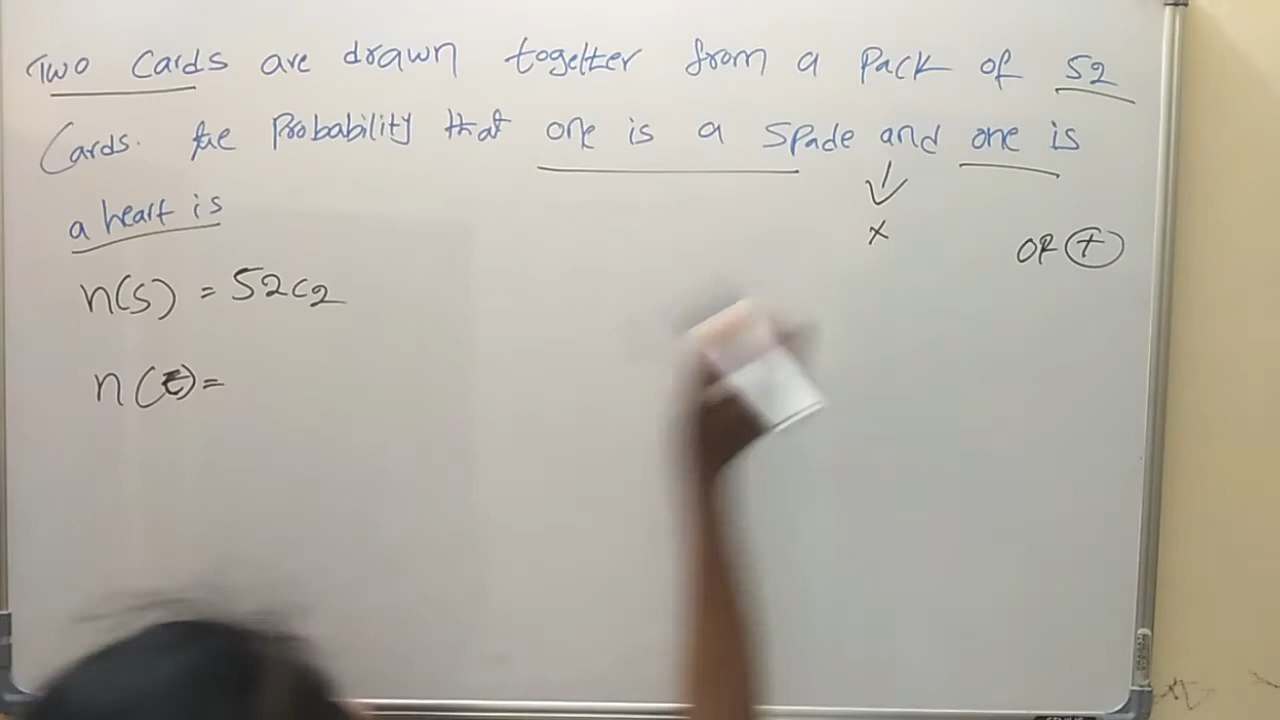 Two Cards are drawn together from a Pack of 52
Cards. the Probability that one is a Spade and one is
a heart is
×
OR +
n(S) = 52C2
n(E)=